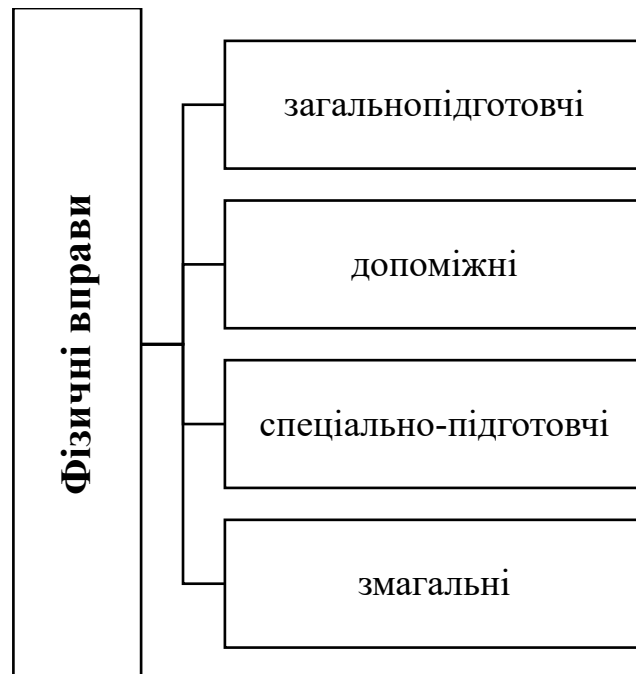 Фізичні вправи
загальнопідготовчі
допоміжні
спеціально-підготовчі
змагальні